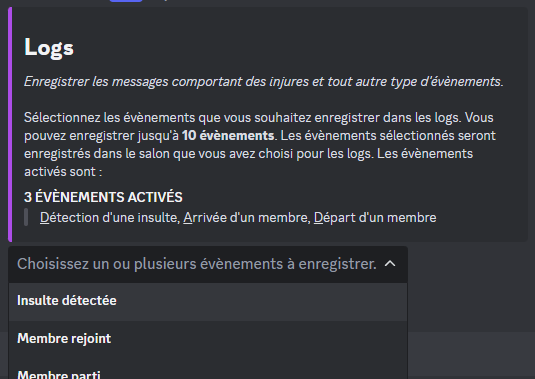 Logs
Enregistrer les messages comportant des injures et tout autre type d'évènements.
Sélectionnez les évènements que vous souhaitez enregistrer dans les logs. Vous
pouvez enregistrer jusqu'à 10 évènements. Les évènements sélectionnés seront
enregistrés dans le salon que vous avez choisi pour les logs. Les évènements
activés sont :
3 ÉVÈNEMENTS ACTIVÉS
Détection d'une insulte, Arrivée d'un membre, Départ d'un membre
Choisissez un ou plusieurs évènements à enregistrer.
Insulte détectée
Membre rejoint
Membre parti